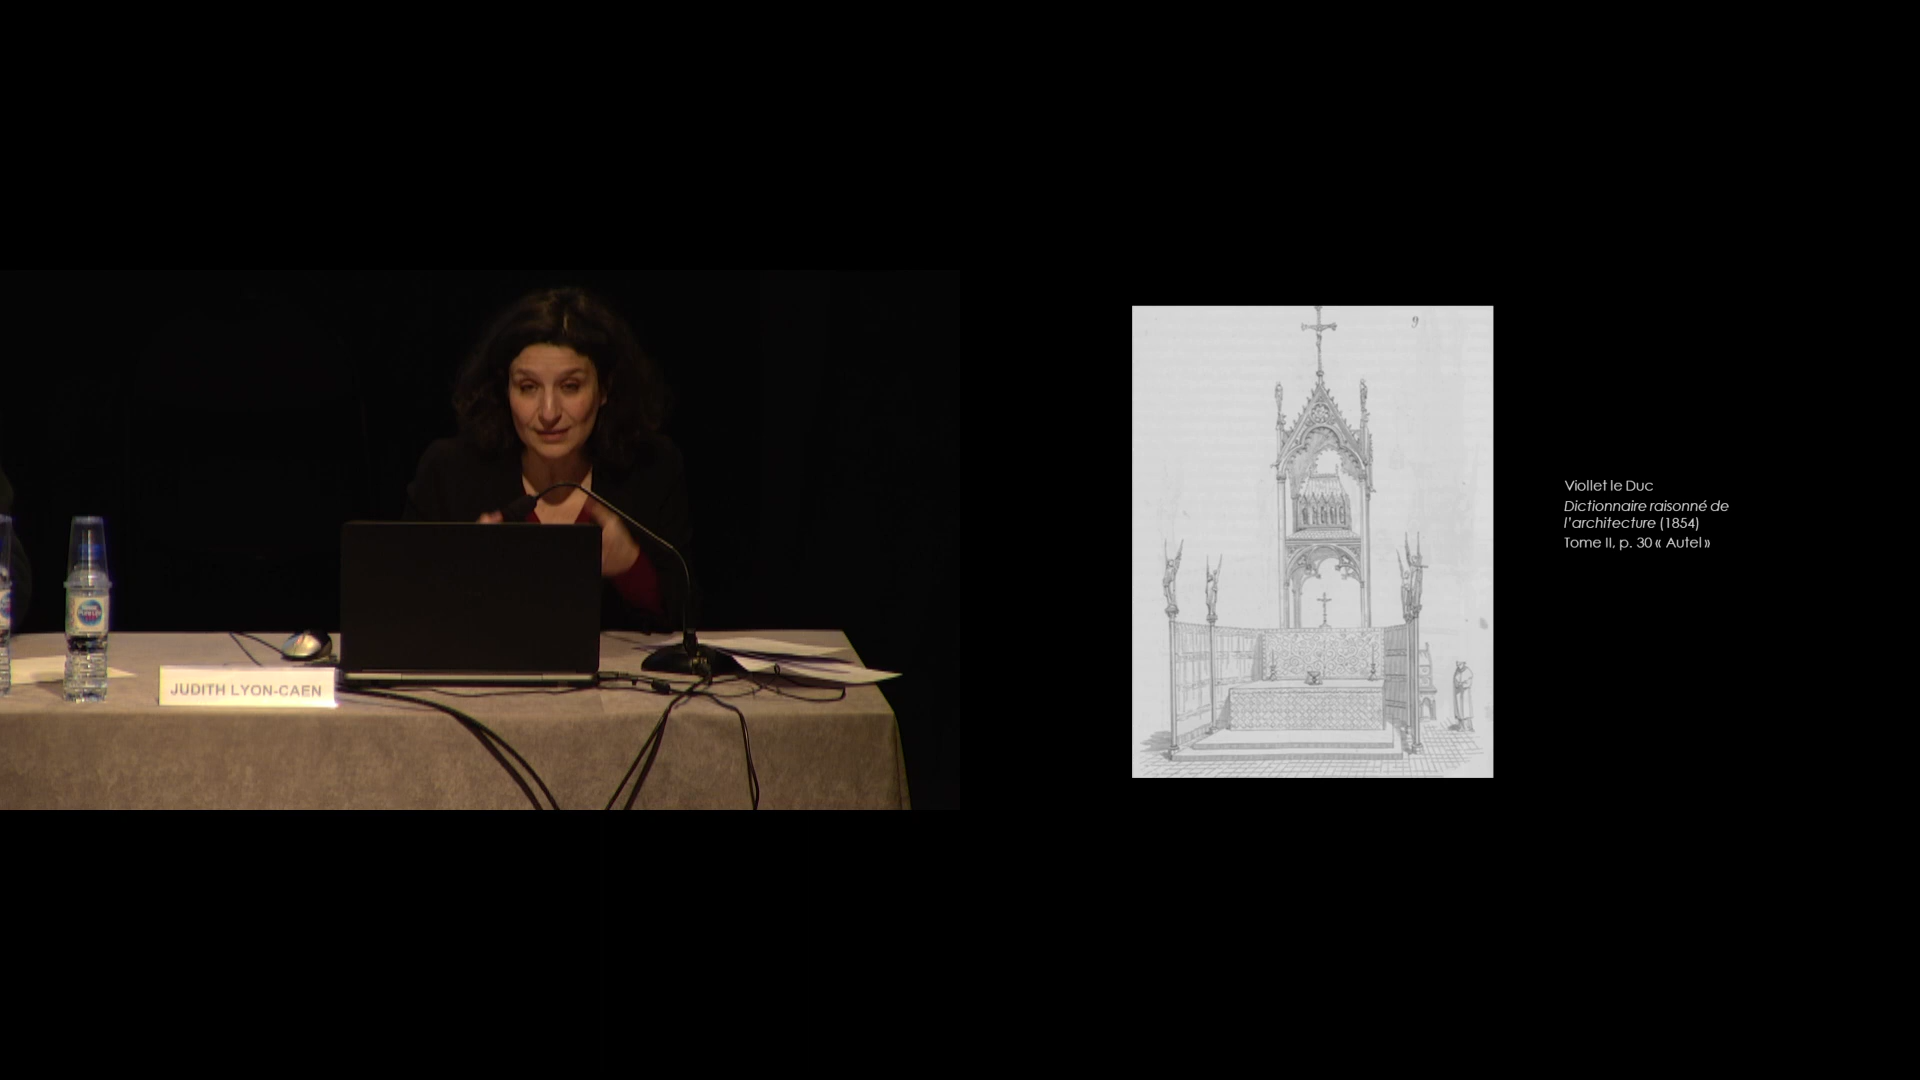 JUDITH LYON-CAEN
9
Viollet le Duc
Dictionnaire raisonné de
l'architecture (1854)
Tome II, p. 30 « Autel »